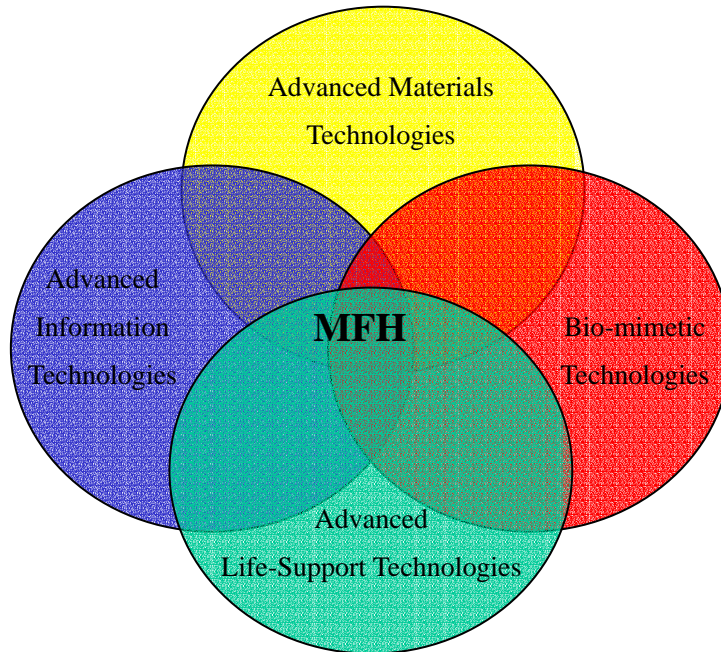 Advanced Materials
Technologies
Advanced
Information
Technologies
MFH
Bio-mimetic
Technologies
Advanced
Life-Support Technologies